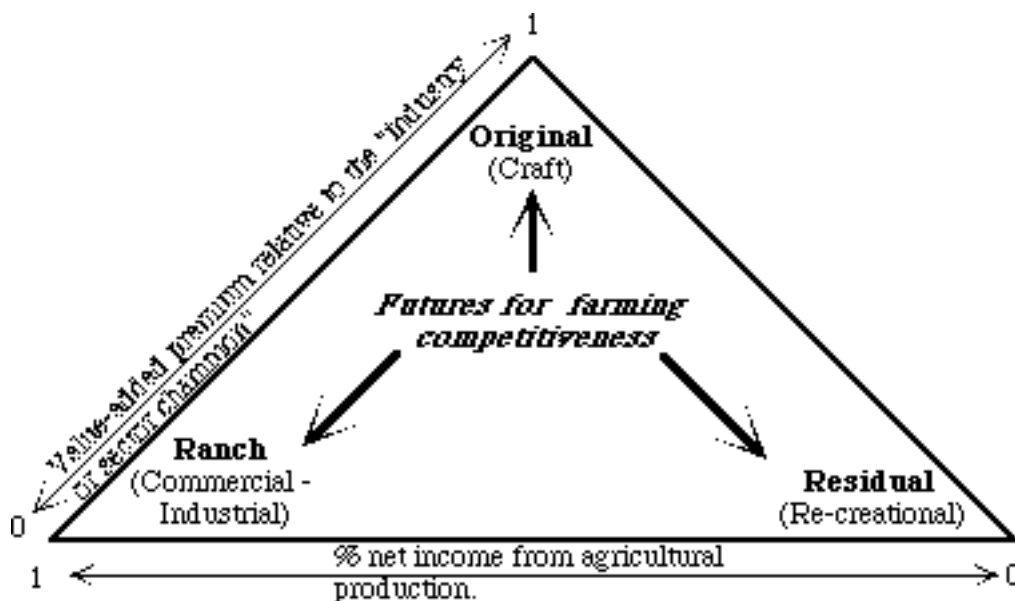 1
Value-added premium relative to the "industry
or sector champion"
Original
(Craft)
Futures for farming
competitiveness
Ranch
(Commercial -
Industrial)
Residual
(Re-creational)
0
1
% net income from agricultural
production.
0